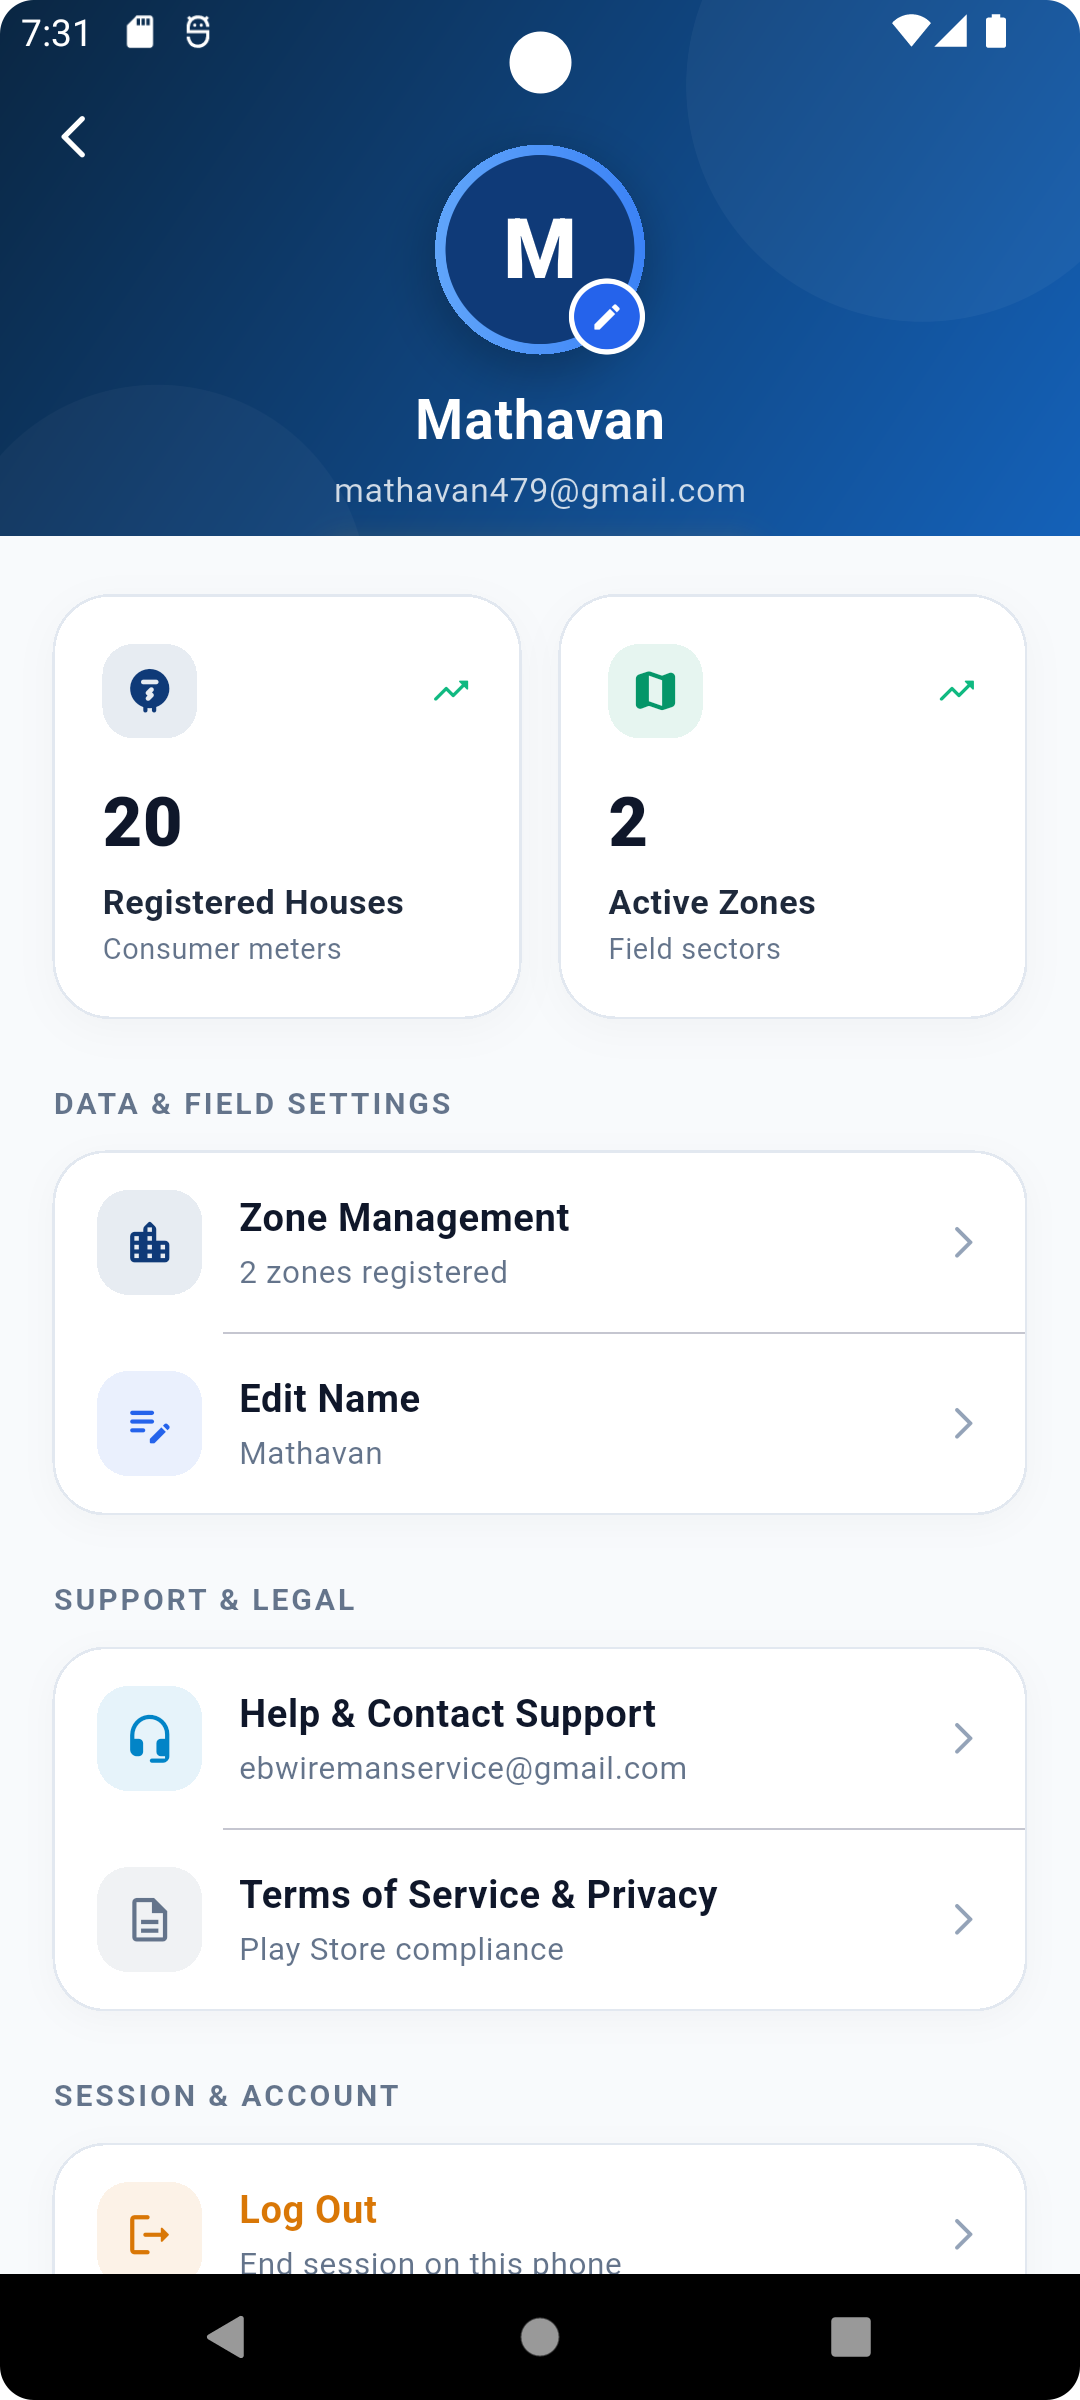 7:31
M
Mathavan
mathavan479@gmail.com
20
Registered Houses
Consumer meters
2
Active Zones
Field sectors
DATA & FIELD SETTINGS
Zone Management
2 zones registered
Edit Name
Mathavan
SUPPORT & LEGAL
Help & Contact Support
ebwiremanservice@gmail.com
Terms of Service & Privacy
Play Store compliance
SESSION & ACCOUNT
Log Out
End session on this phone